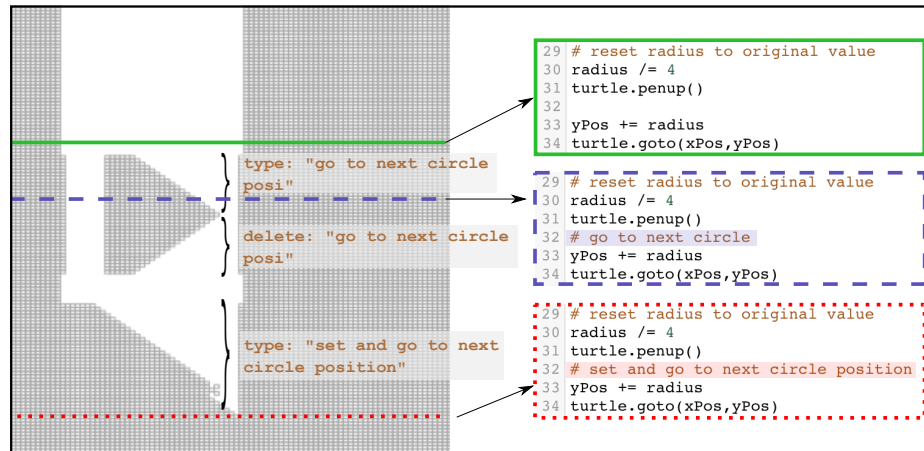 type: "go to next circle
posi"
delete: "go to next circle
posi"
type: "set and go to next
circle position"
29 # reset radius to original value
30 radius /= 4
31 turtle.penup()
32
33 yPos += radius
34 turtle.goto(xPos,yPos)
29 # reset radius to original value
30 radius /= 4
31 turtle.penup()
32 # go to next circle
33 yPos += radius
34 turtle.goto(xPos,yPos)
29 # reset radius to original value
30 radius /= 4
31 turtle.penup()
32 # set and go to next circle position
33 yPos += radius
34 turtle.goto(xPos,yPos)